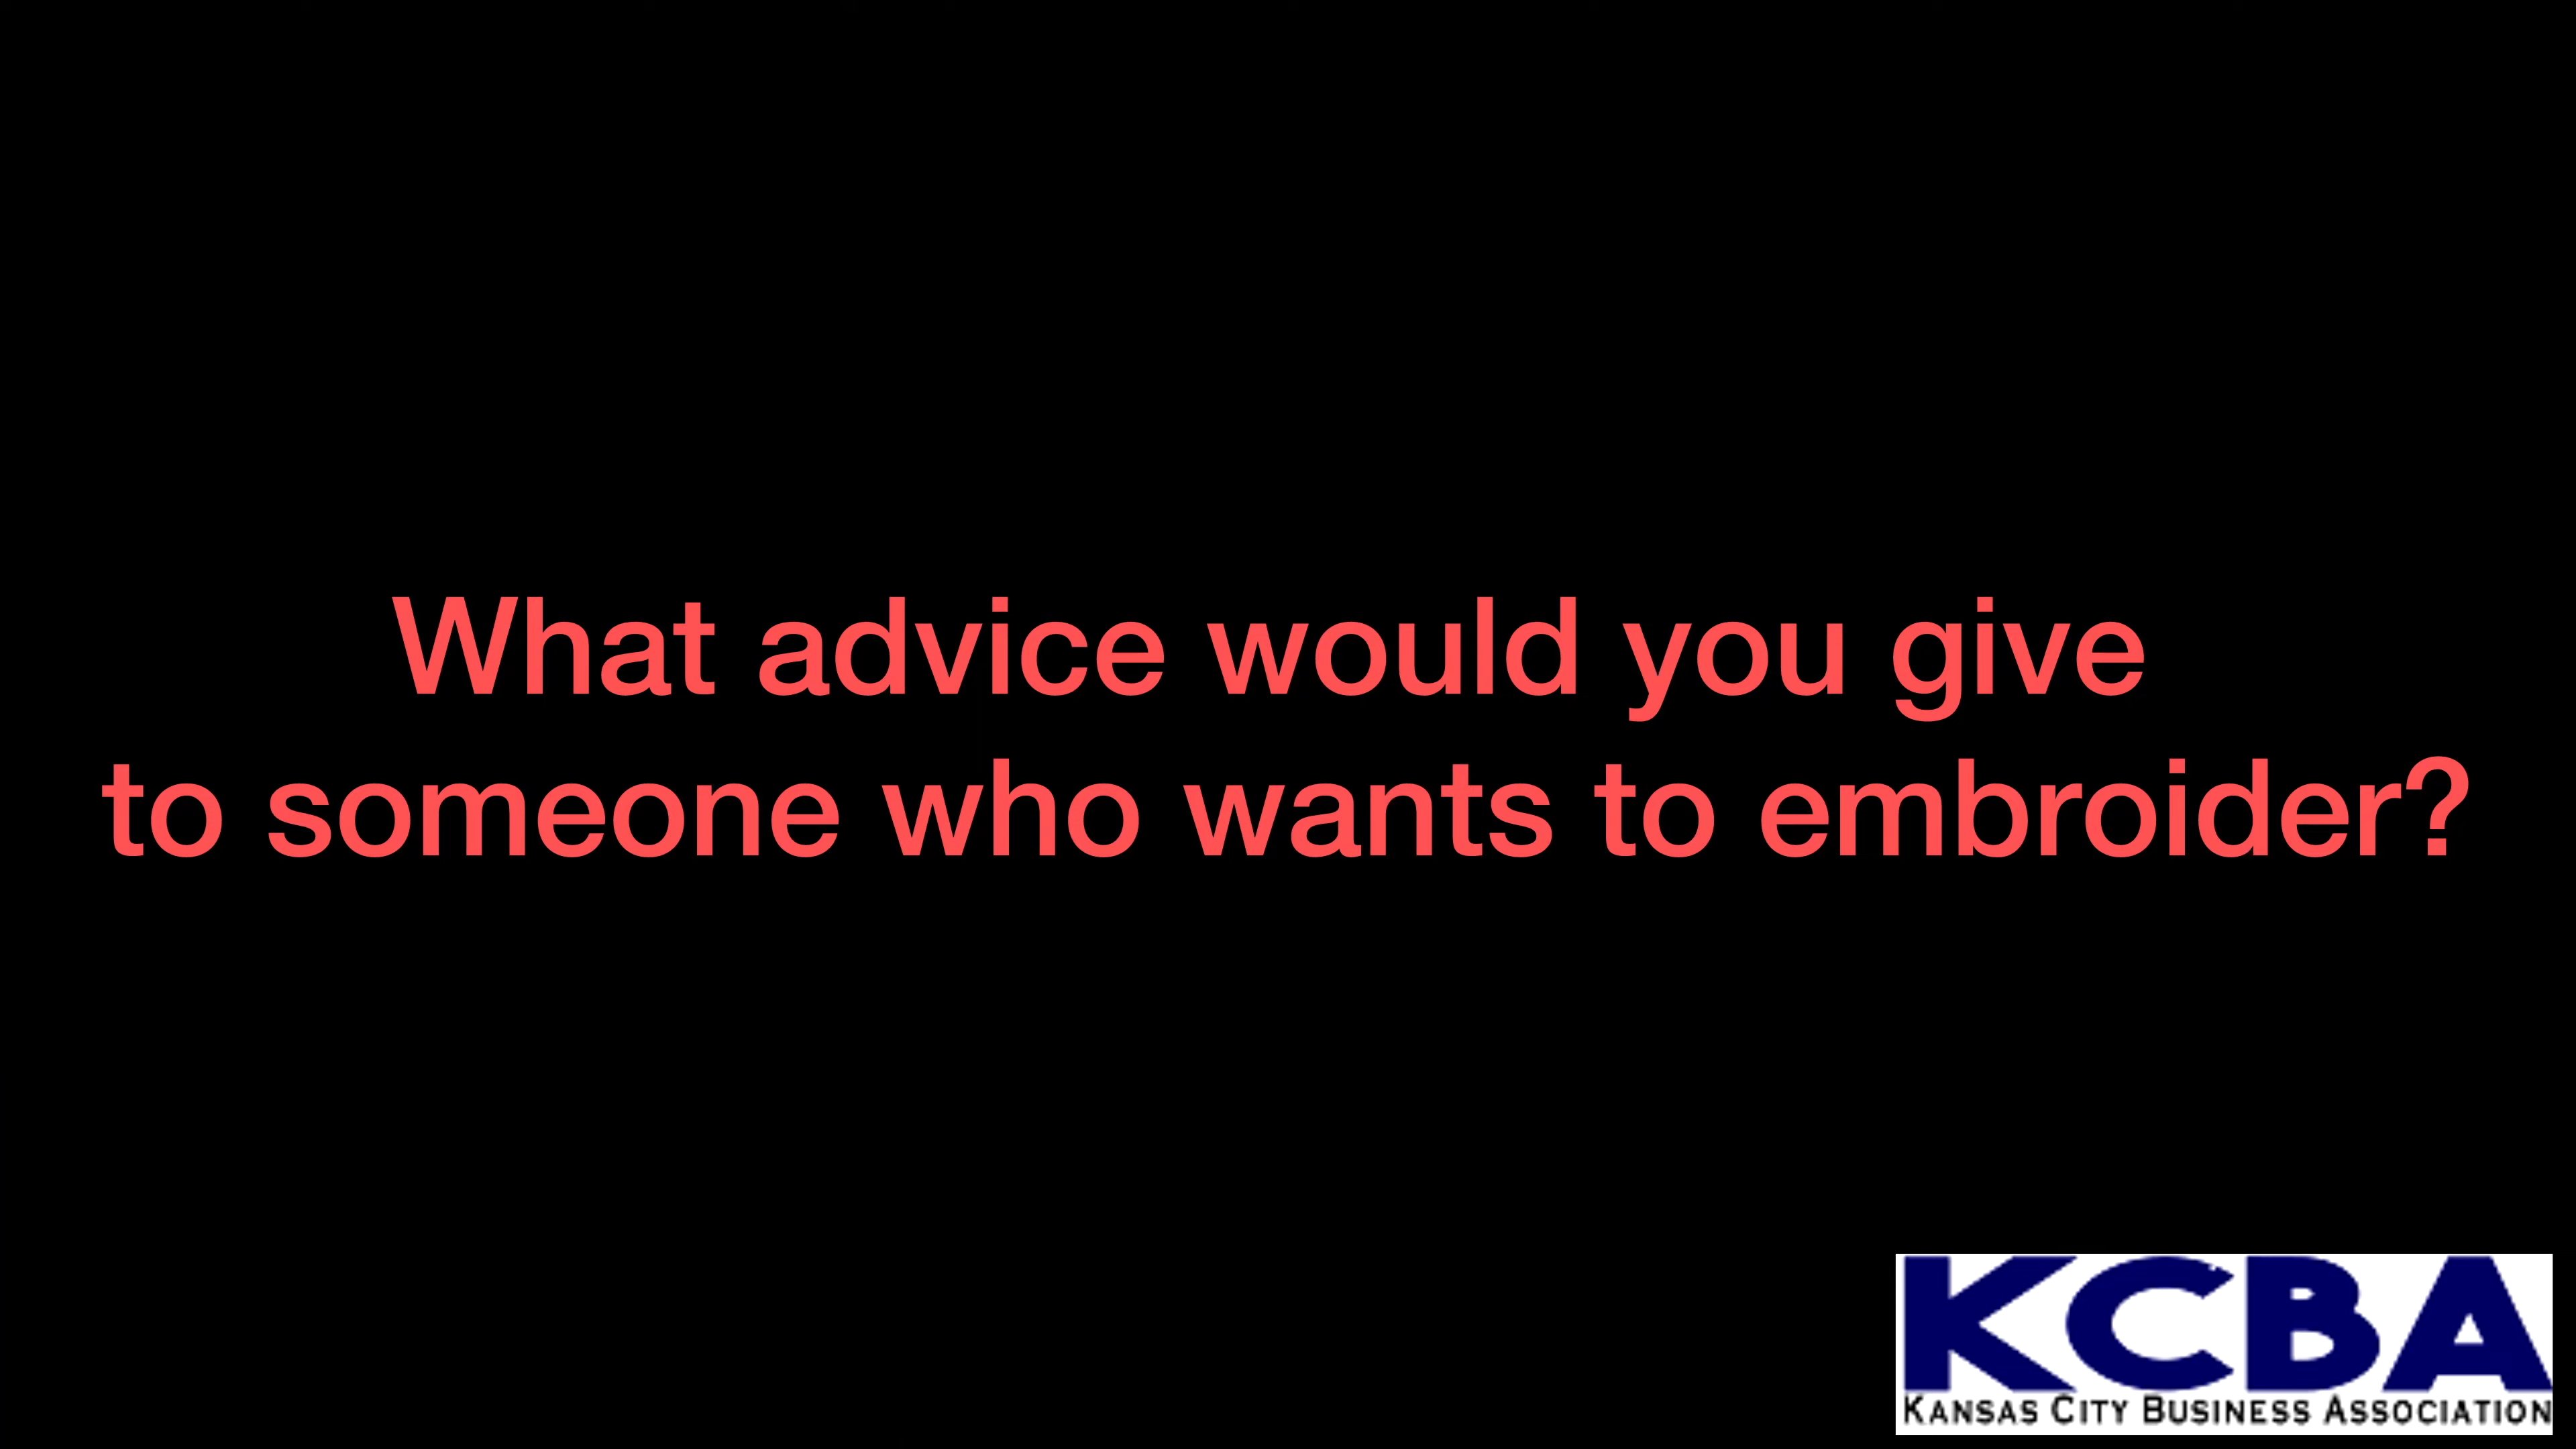 What advice would you give
to someone who wants to embroider?
KCBA
KANSAS CITY BUSINESS ASSOCIATION